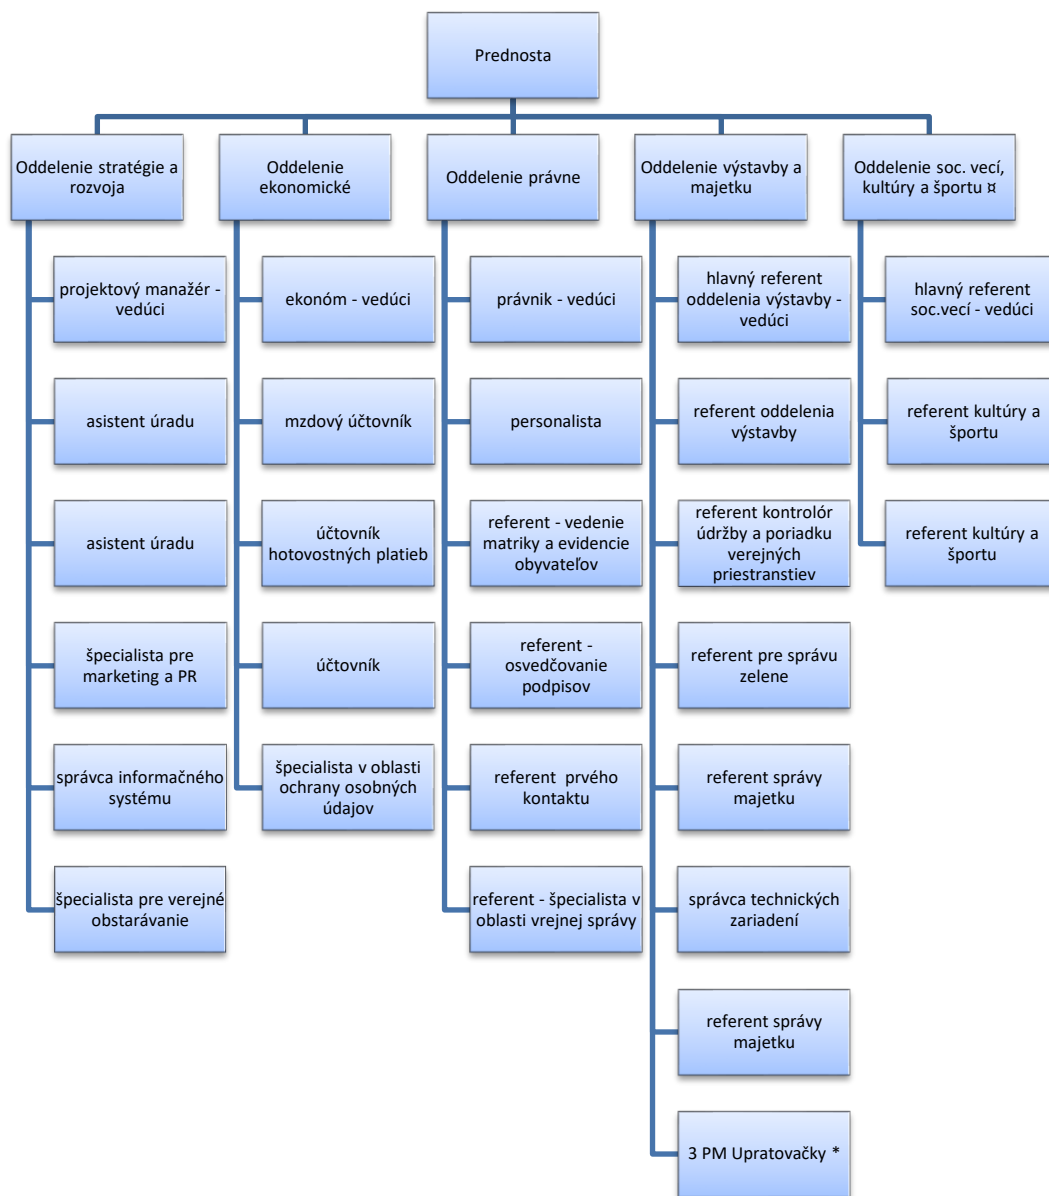 Prednosta
Oddelenie stratégie a
rozvoja
Oddelenie
ekonomické
Oddelenie právne
Oddelenie výstavby a
majetku
Oddelenie soc. vecí,
kultúry a športu ¤
projektový manažér -
vedúci
asistent úradu
asistent úradu
špecialista pre
marketing a PR
správca informačného
systému
špecialista pre verejné
obstarávanie
ekonóm - vedúci
mzdový účtovník
účtovník
hotovostných platieb
účtovník
špecialista v oblasti
ochrany osobných
údajov
právnik - vedúci
personalista
referent - vedenie
matriky a evidencie
obyvateľov
referent -
osvedčovanie
podpisov
referent  prvého
kontaktu
referent - špecialista v
oblasti vrejnej správy
hlavný referent
oddelenia výstavby -
vedúci
referent oddelenia
výstavby
referent kontrolór
údržby a poriadku
verejných
priestranstiev
referent pre správu
zelene
referent správy
majetku
správca technických
zariadení
referent správy
majetku
3 PM Upratovačky *
hlavný referent
soc.vecí - vedúci
referent kultúry a
športu
referent kultúry a
športu